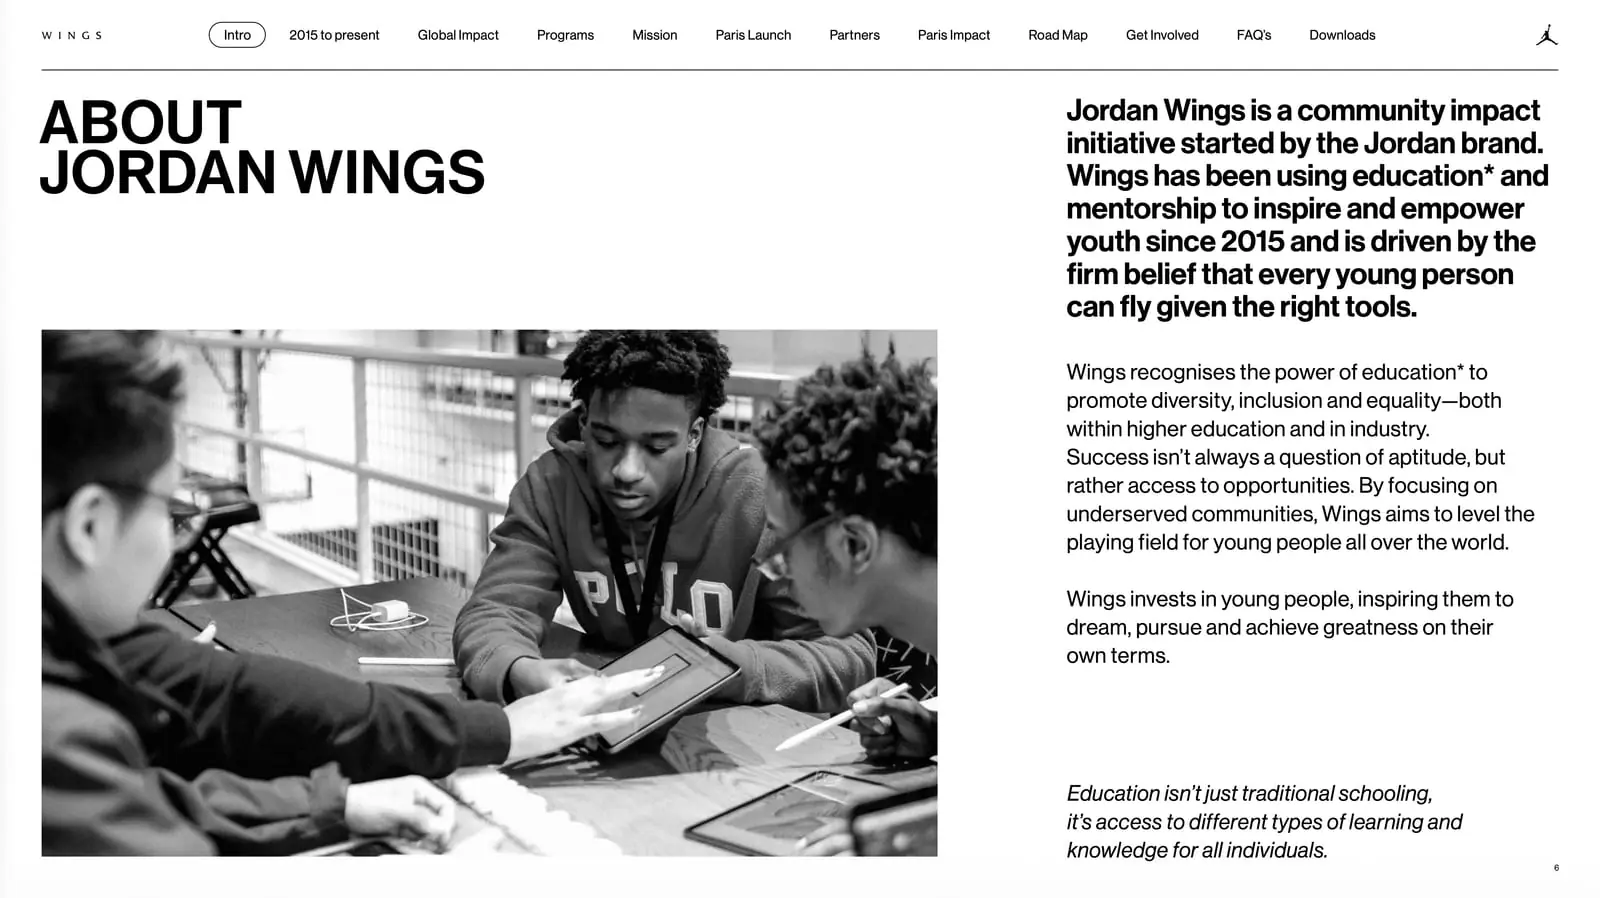 WINGS
Intro
2015 to present
Global Impact
Programs
Mission
Paris Launch
Partners
Paris Impact
Road Map
Get Involved
FAQ's
Downloads
ABOUT
JORDAN WINGS
Jordan Wings is a community impact
initiative started by the Jordan brand.
Wings has been using education* and
mentorship to inspire and empower
youth since 2015 and is driven by the
firm belief that every young person
can fly given the right tools.
Wings recognises the power of education* to
promote diversity, inclusion and equality—both
within higher education and in industry.
Success isn't always a question of aptitude, but
rather access to opportunities. By focusing on
underserved communities, Wings aims to level the
playing field for young people all over the world.
Wings invests in young people, inspiring them to
dream, pursue and achieve greatness on their
own terms.
Education isn't just traditional schooling,
it's access to different types of learning and
knowledge for all individuals.
6